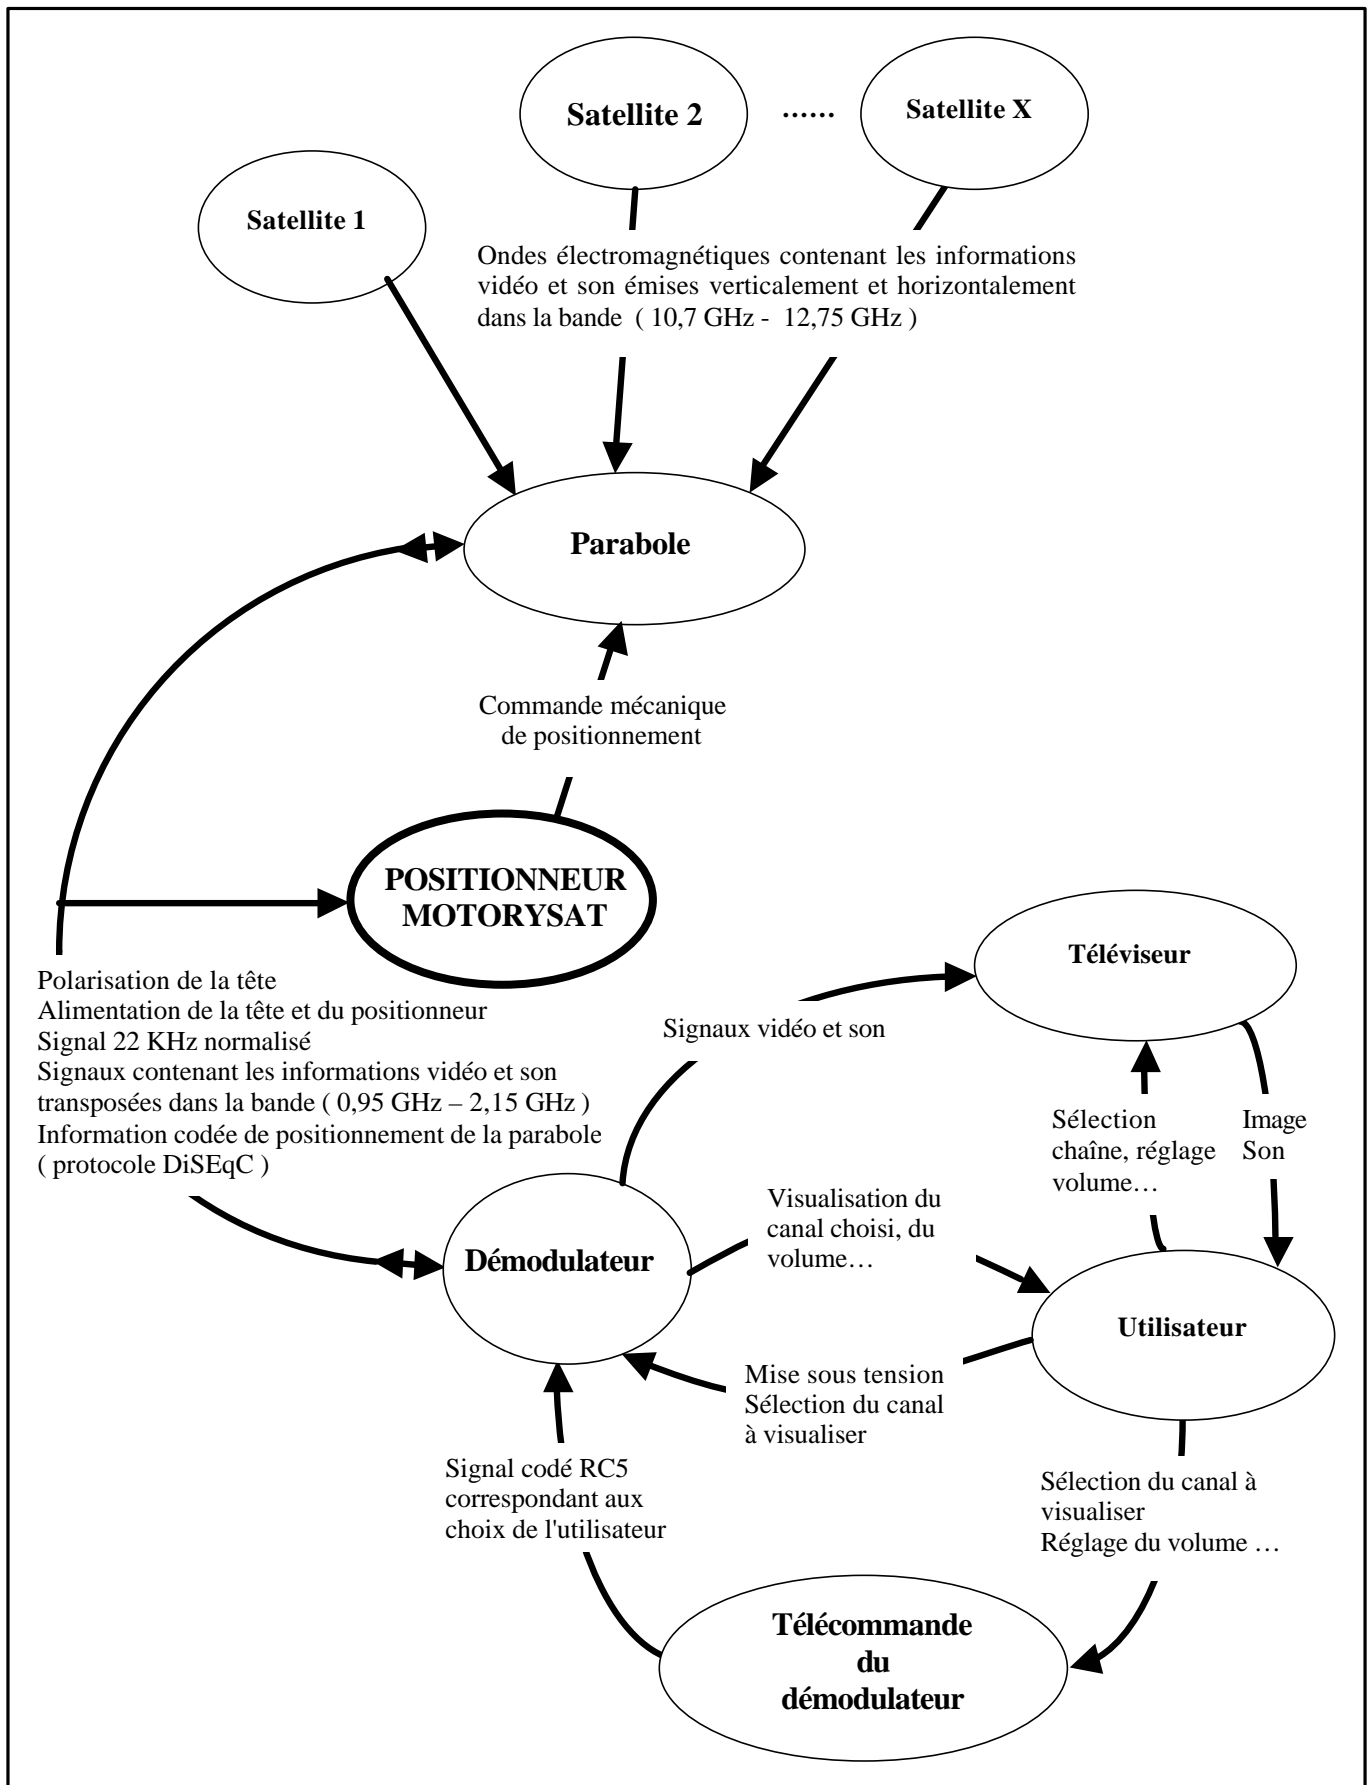 Satellite 2
......
Satellite X
Satellite 1
Ondes électromagnétiques contenant les informations
vidéo et son émises verticalement et horizontalement
dans la bande ( 10,7 GHz - 12,75 GHz )
Parabole
Commande mécanique
de positionnement
POSITIONNEUR
MOTORYSAT
Polarisation de la tête
Alimentation de la tête et du positionneur
Signal 22 KHz normalisé
Signaux contenant les informations vidéo et son
transposées dans la bande ( 0,95 GHz – 2,15 GHz )
Information codée de positionnement de la parabole
( protocole DiSEqC )
Téléviseur
Signaux vidéo et son
Sélection
chaîne, réglage
volume…
Image
Son
Visualisation du
canal choisi, du
volume…
Démodulateur
Utilisateur
Mise sous tension
Sélection du canal
à visualiser
Signal codé RC5
correspondant aux
choix de l'utilisateur
Sélection du canal à
visualiser
Réglage du volume …
Télécommande
du
démodulateur